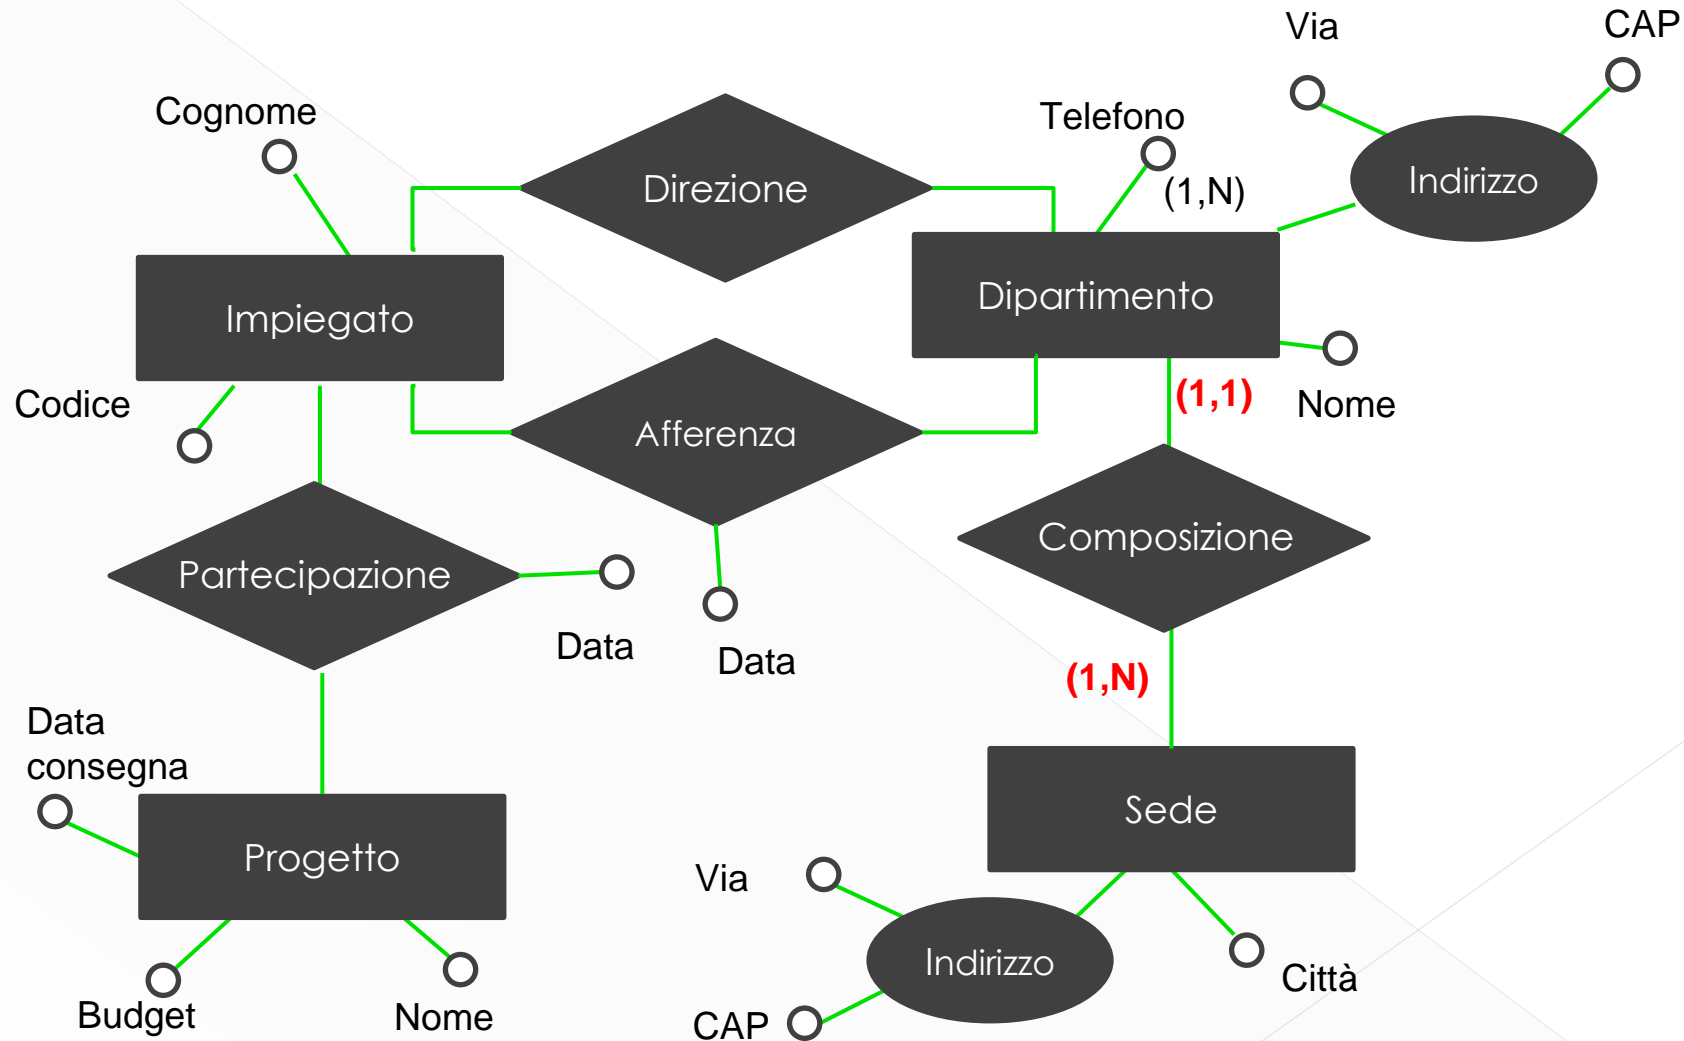 Via
CAP
Cognome
Telefono
Direzione
(1,N)
Indirizzo
Impiegato
Dipartimento
Codice
(1,1)
Nome
Afferenza
Composizione
Partecipazione
Data
Data
(1,N)
Data
consegna
Sede
Progetto
Via
Indirizzo
Città
Budget
Nome
CAP